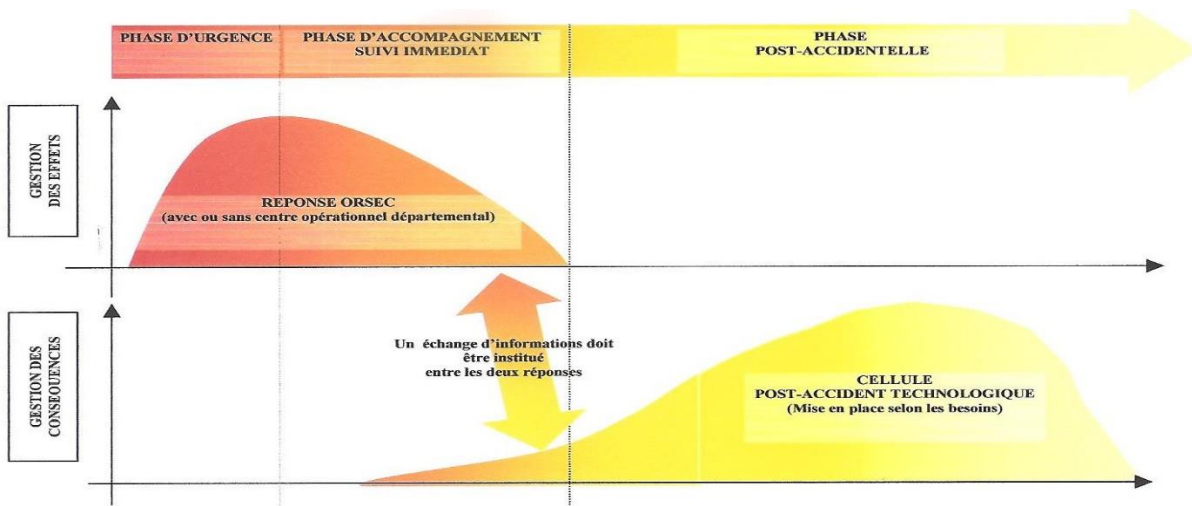 PHASE D'URGENCE
PHASE D'ACCOMPAGNEMENT
SUIVI IMMEDIAT
PHASE
POST-ACCIDENTELLE
GESTION
DES EFFETS
REPONSE ORSEC
(avec ou sans centre opérationnel départemental)
GESTION DES
CONSEQUENCES
Un échange d'informations doit
être institué
entre les deux réponses
CELLULE
POST-ACCIDENT TECHNOLOGIQUE
(Mise en place selon les besoins)